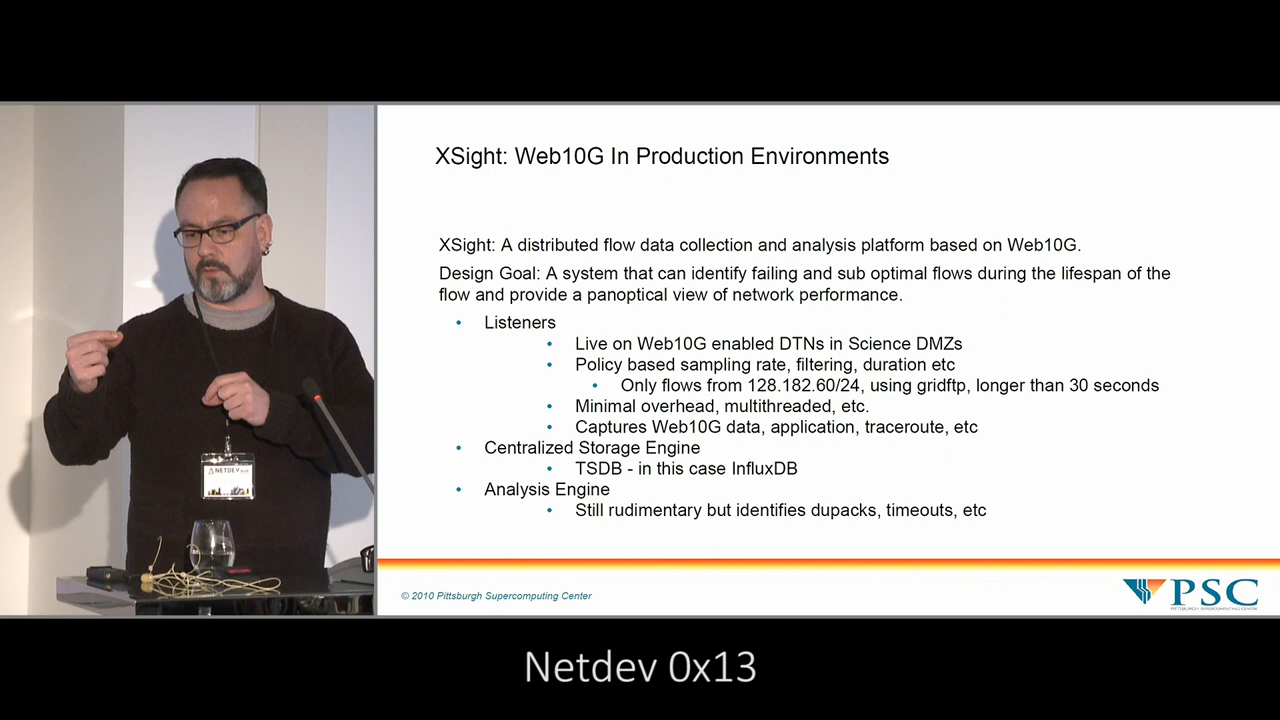 XSight: Web10G In Production Environments
XSight: A distributed flow data collection and analysis platform based on Web10G.
Design Goal: A system that can identify failing and sub optimal flows during the lifespan of the
flow and provide a panoptical view of network performance.
• Listeners
• Live on Web10G enabled DTNs in Science DMZs
• Policy based sampling rate, filtering, duration etc
• Only flows from 128.182.60/24, using gridftp, longer than 30 seconds
• Minimal overhead, multithreaded, etc.
• Captures Web10G data, application, traceroute, etc
• Centralized Storage Engine
• TSDB - in this case InfluxDB
• Analysis Engine
• Still rudimentary but identifies dupacks, timeouts, etc
NETDEV
© 2010 Pittsburgh Supercomputing Center
PSC
PITTSBURGH SUPERCOMPUTING CENTER
Netdev 0x13